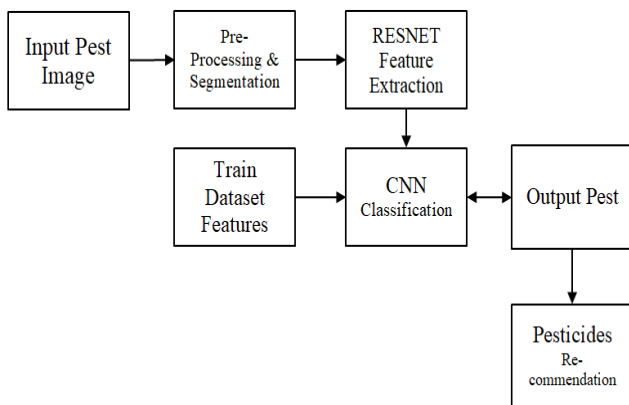 Input Pest
Image
Pre-
Processing &
Segmentation
RESNET
Feature
Extraction
Train
Dataset
Features
CNN
Classification
Output Pest
Pesticides
Re-
commendation